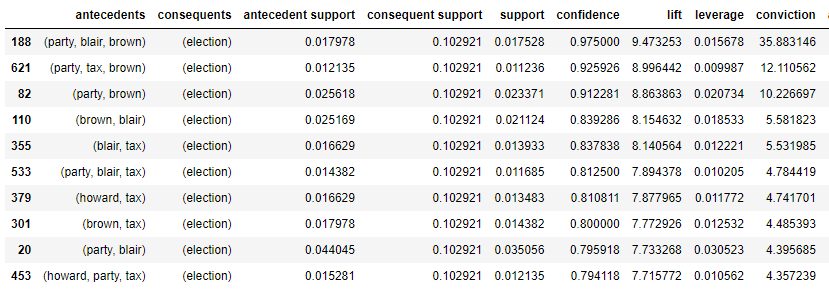 antecedents consequents antecedent support consequent support support confidence lift leverage conviction
188 (party, blair, brown) (election) 0.017978 0.102921 0.017528 0.975000 9.473253 0.015678 35.883146
621 (party, tax, brown) (election) 0.012135 0.102921 0.011236 0.925926 8.996442 0.009987 12.110562
82 (party, brown) (election) 0.025618 0.102921 0.023371 0.912281 8.863863 0.020734 10.226697
110 (brown, blair) (election) 0.025169 0.102921 0.021124 0.839286 8.154632 0.018533 5.581823
355 (blair, tax) (election) 0.016629 0.102921 0.013933 0.837838 8.140564 0.012221 5.531985
533 (party, blair, tax) (election) 0.014382 0.102921 0.011685 0.812500 7.894378 0.010205 4.784419
379 (howard, tax) (election) 0.016629 0.102921 0.013483 0.810811 7.877965 0.011772 4.741701
301 (brown, tax) (election) 0.017978 0.102921 0.014382 0.800000 7.772926 0.012532 4.485393
20 (party, blair) (election) 0.044045 0.102921 0.035056 0.795918 7.733268 0.030523 4.395685
453 (howard, party, tax) (election) 0.015281 0.102921 0.012135 0.794118 7.715772 0.010562 4.357239